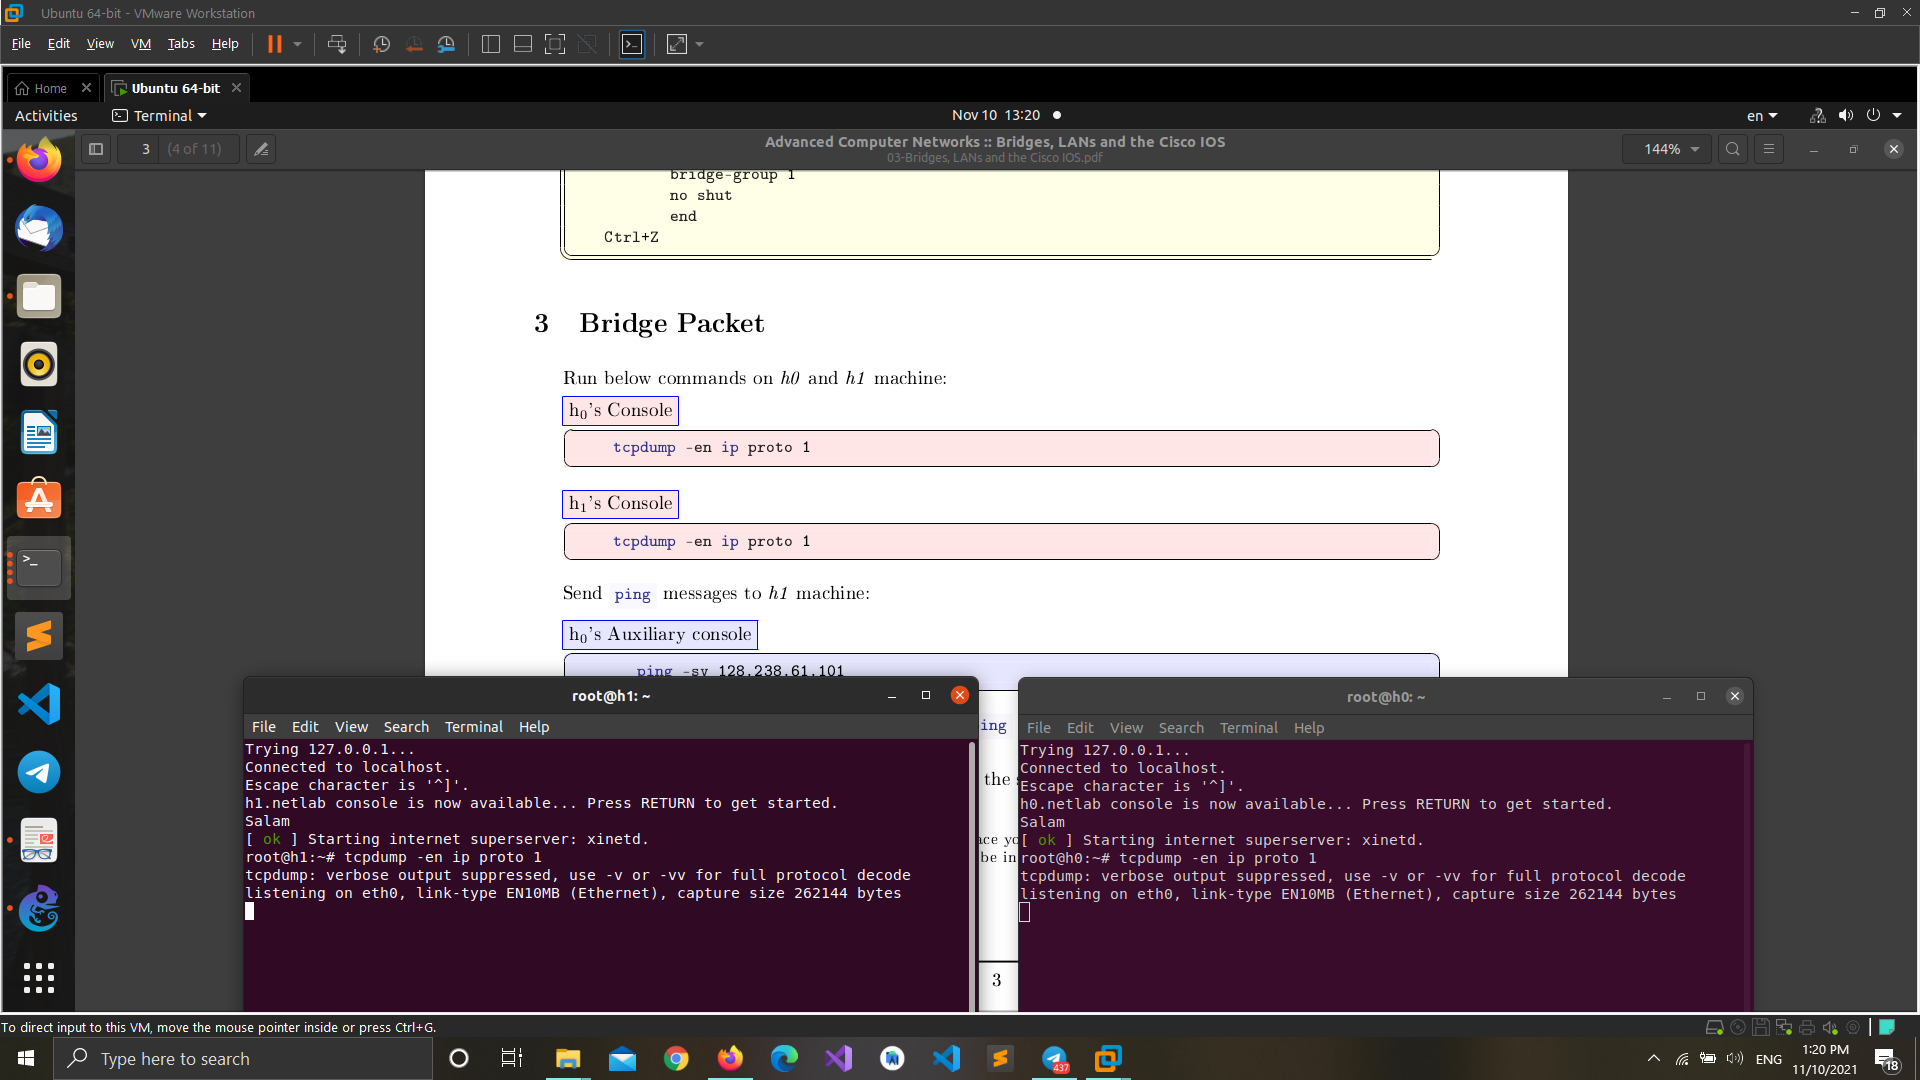 Ubuntu 64-bit - VMware Workstation
File Edit View VM Tabs Help
Home
Ubuntu 64-bit
Activities
Terminal
Nov 10 13:20
en
3 (4 of 11)
Advanced Computer Networks :: Bridges, LANs and the Cisco IOS
03-Bridges, LANs and the Cisco IOS.pdf
144%
bridge-group 1
no shut
end
Ctrl+Z
3 Bridge Packet
Run below commands on h0 and h1 machine:
h0's Console
tcpdump -en ip proto 1
h1's Console
tcpdump -en ip proto 1
Send ping messages to h1 machine:
h0's Auxiliary console
ping -sv 128.238.61.101
ing
the s
ace yo
be in
3
root@h1: ~
File Edit View Search Terminal Help
Trying 127.0.0.1...
Connected to localhost.
Escape character is '^]'.
h1.netlab console is now available... Press RETURN to get started.
Salam
[ ok ] Starting internet superserver: xinetd.
root@h1:~# tcpdump -en ip proto 1
tcpdump: verbose output suppressed, use -v or -vv for full protocol decode
listening on eth0, link-type EN10MB (Ethernet), capture size 262144 bytes
root@h0: ~
File Edit View Search Terminal Help
Trying 127.0.0.1...
Connected to localhost.
Escape character is '^]'.
h0.netlab console is now available... Press RETURN to get started.
Salam
[ ok ] Starting internet superserver: xinetd.
root@h0:~# tcpdump -en ip proto 1
tcpdump: verbose output suppressed, use -v or -vv for full protocol decode
listening on eth0, link-type EN10MB (Ethernet), capture size 262144 bytes
To direct input to this VM, move the mouse pointer inside or press Ctrl+G.
Type here to search
437
ENG
1:20 PM
11/10/2021
18